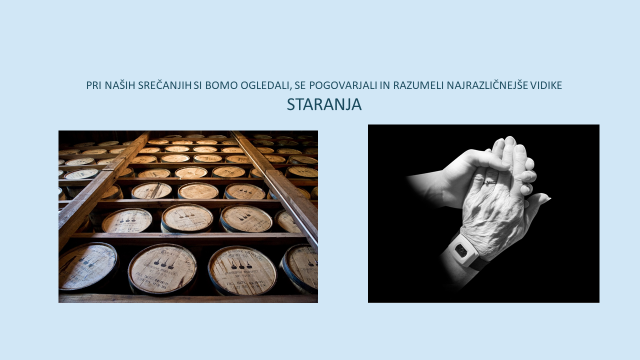 PRI NAŠIH SREČANJIH SI BOMO OGLEDALI, SE POGOVARJALI IN RAZUMELI NAJRAZLIČNEJŠE VIDIKE
STARANJA